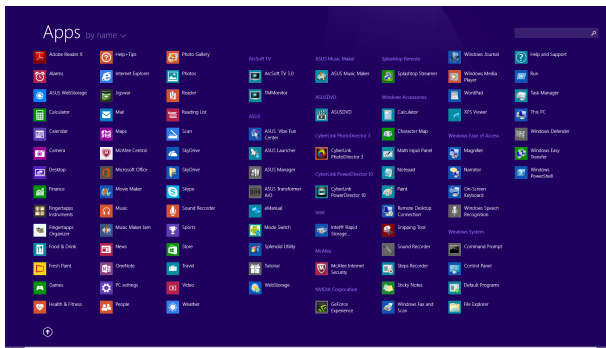 Apps by name
Adobe Reader X
Alarms
ASUS WebStorage
Calculator
Calendar
Camera
Desktop
Finance
Fingertapps
Instruments
Fingertapps
Organizer
Food & Drink
Fresh Paint
Games
Health & Fitness
Help+Tips
Internet Explorer
Jigswar
Mail
Maps
McAfee Central
Microsoft Office
Movie Maker
Music
Music Maker Jam
News
OneNote
PC settings
People
Photo Gallery
Photos
Reader
Reading List
Scan
SkyDrive
SkyDrive
Skype
Sound Recorder
Sports
Store
Travel
Video
Weather
ArcSoft TV
ArcSoft TV 5.0
TMMonitor
ASUS
ASUS Vibe Fun
Center
ASUS Launcher
ASUS Manager
ASUS Transformer
AiO
eManual
Mode Switch
Splendid Utility
Tutorial
WebStorage
ASUS Music Maker
ASUS Music Maker
ASUSDVD
ASUSDVD
CyberLink PhotoDirector 3
CyberLink
PhotoDirector 3
CyberLink PowerDirector 10
CyberLink
PowerDirector 10
Intel
Intel® Rapid
Storage...
McAfee
McAfee Internet
Security
NVIDIA Corporation
GeForce
Experience
Splashtop Remote
Splashtop Streamer
Windows Accessories
Calculator
Character Map
Math Input Panel
Notepad
Paint
Remote Desktop
Connection
Snipping Tool
Sound Recorder
Steps Recorder
Sticky Notes
Windows Fax and
Scan
Windows Journal
Windows Media
Player
WordPad
XPS Viewer
Windows Ease of Access
Magnifier
Narrator
On-Screen
Keyboard
Windows Speech
Recognition
Windows System
Command Prompt
Control Panel
Default Programs
File Explorer
Help and Support
Run
Task Manager
This PC
Windows Defender
Windows Easy
Transfer
Windows
PowerShell